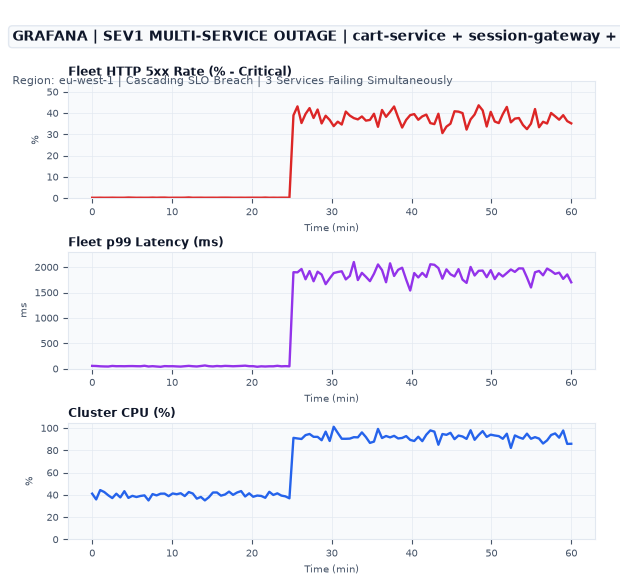 GRAFANA | SEV1 MULTI-SERVICE OUTAGE | cart-service + session-gateway +
Fleet HTTP 5xx Rate (% - Critical)
Region: eu-west-1 | Cascading SLO Breach | 3 Services Failing Simultaneously
50
40
30
20
10
0
%
0 10 20 30 40 50 60
Time (min)
Fleet p99 Latency (ms)
2000
1500
1000
500
0
ms
0 10 20 30 40 50 60
Time (min)
Cluster CPU (%)
100
80
60
40
20
0
%
0 10 20 30 40 50 60
Time (min)